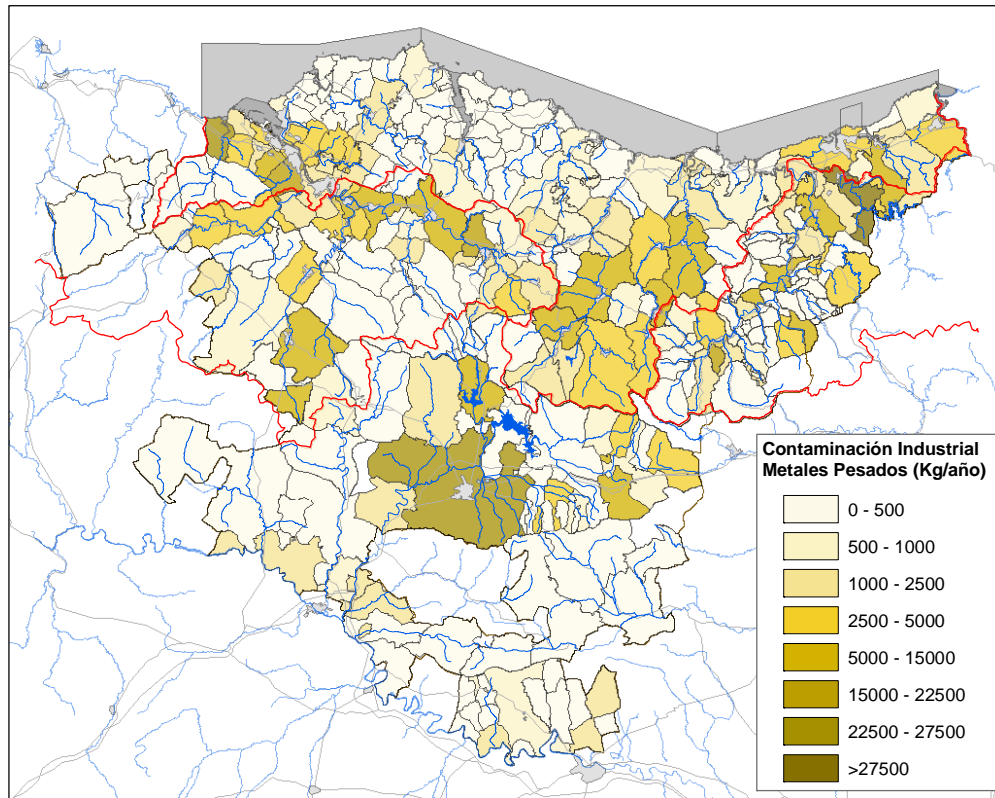 Contaminación Industrial
Metales Pesados (Kg/año)
0 - 500
500 - 1000
1000 - 2500
2500 - 5000
5000 - 15000
15000 - 22500
22500 - 27500
>27500